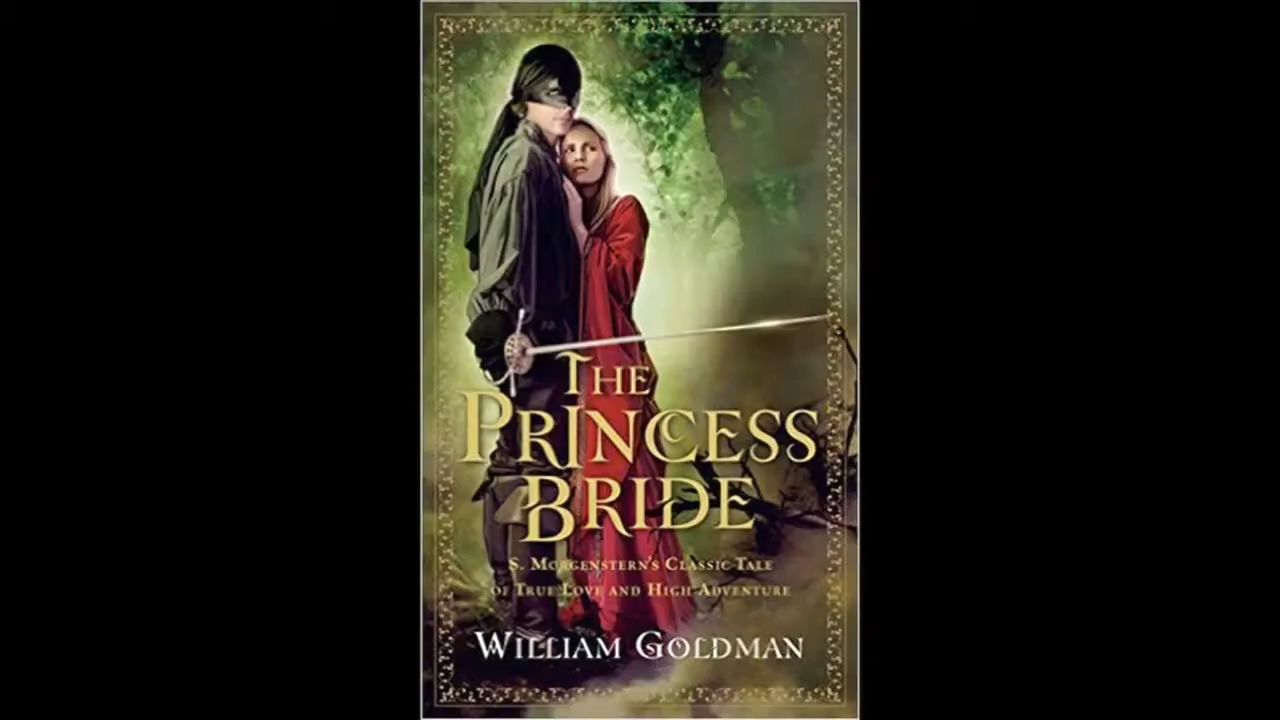 THE
PRINCESS
BRIDE
S. MORGENSTERN'S CLASSIC TALE
OF TRUE LOVE AND HIGH ADVENTURE
WILLIAM GOLDMAN